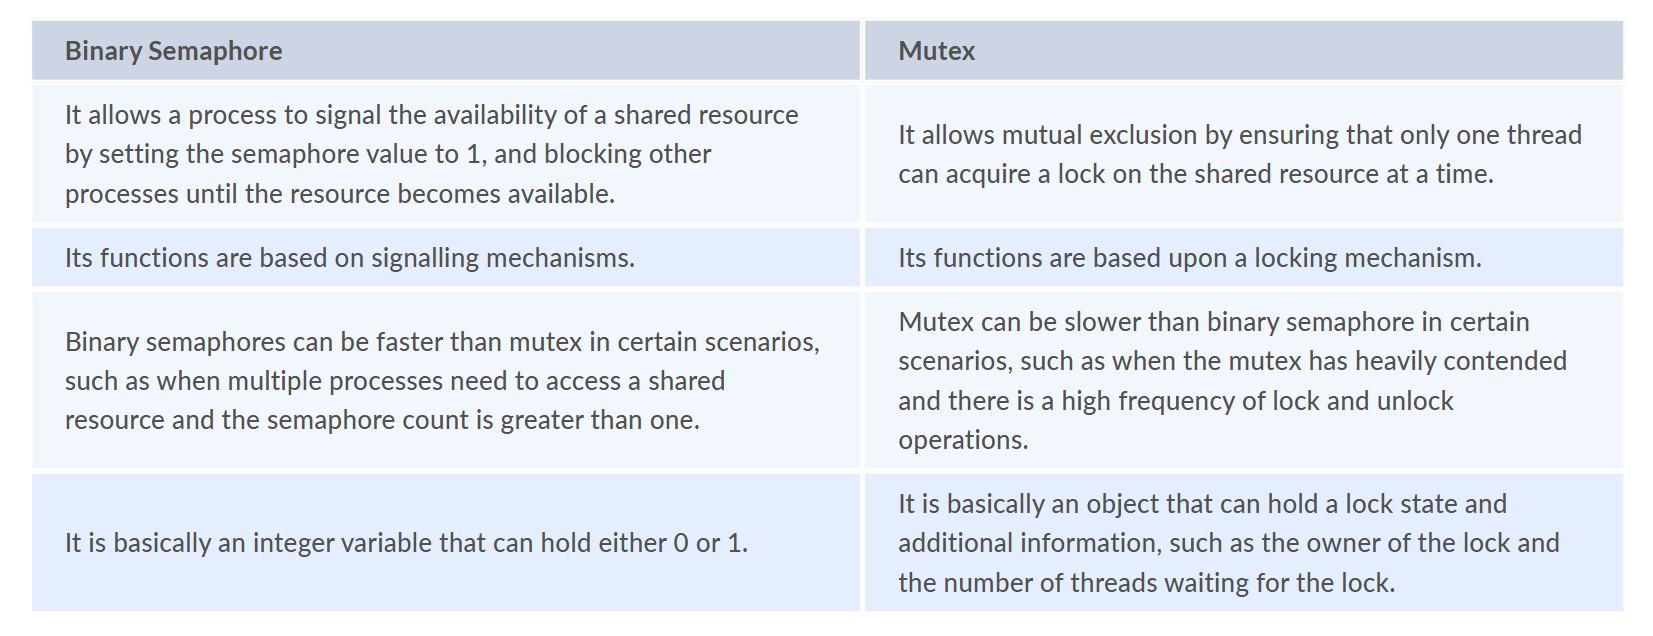 Binary Semaphore
Mutex
It allows a process to signal the availability of a shared resource
by setting the semaphore value to 1, and blocking other
processes until the resource becomes available.
It allows mutual exclusion by ensuring that only one thread
can acquire a lock on the shared resource at a time.
Its functions are based on signalling mechanisms.
Its functions are based upon a locking mechanism.
Binary semaphores can be faster than mutex in certain scenarios,
such as when multiple processes need to access a shared
resource and the semaphore count is greater than one.
Mutex can be slower than binary semaphore in certain
scenarios, such as when the mutex has heavily contended
and there is a high frequency of lock and unlock
operations.
It is basically an integer variable that can hold either 0 or 1.
It is basically an object that can hold a lock state and
additional information, such as the owner of the lock and
the number of threads waiting for the lock.